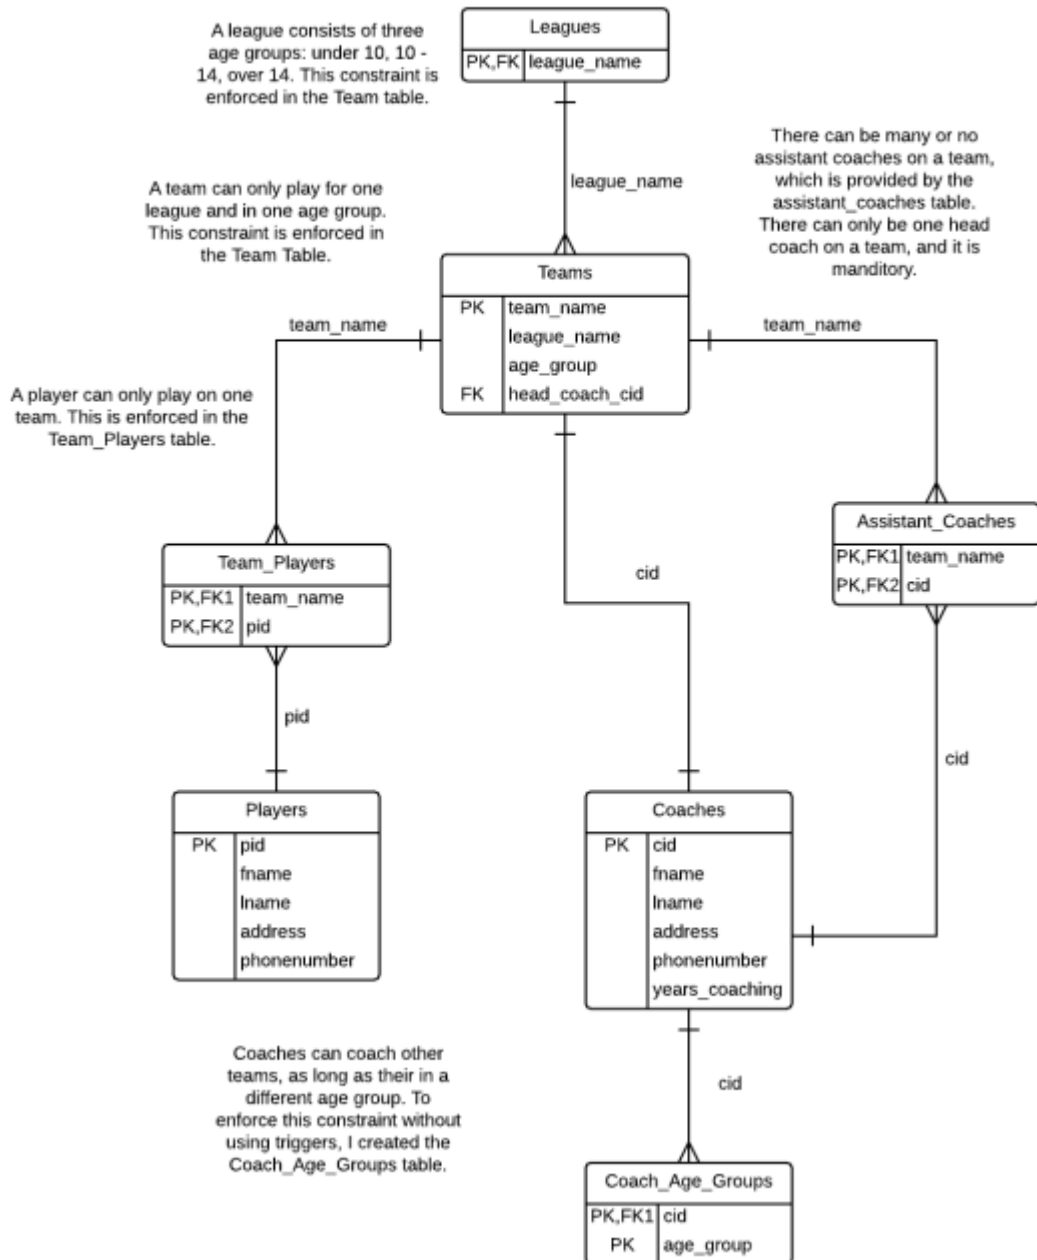 A league consists of three
age groups: under 10, 10 -
14, over 14. This constraint is
enforced in the Team table.
Leagues
PK,FK league_name
league_name
There can be many or no
assistant coaches on a team,
which is provided by the
assistant_coaches table.
There can only be one head
coach on a team, and it is
manditory.
A team can only play for one
league and in one age group.
This constraint is enforced in
the Team Table.
Teams
PK team_name
league_name
age_group
FK head_coach_cid
team_name
team_name
A player can only play on one
team. This is enforced in the
Team_Players table.
Team_Players
PK,FK1 team_name
PK,FK2 pid
cid
Assistant_Coaches
PK,FK1 team_name
PK,FK2 cid
pid
cid
Players
PK pid
fname
lname
address
phonenumber
Coaches
PK cid
fname
lname
address
phonenumber
years_coaching
Coaches can coach other
teams, as long as their in a
different age group. To
enforce this constraint without
using triggers, I created the
Coach_Age_Groups table.
cid
Coach_Age_Groups
PK,FK1 cid
PK age_group